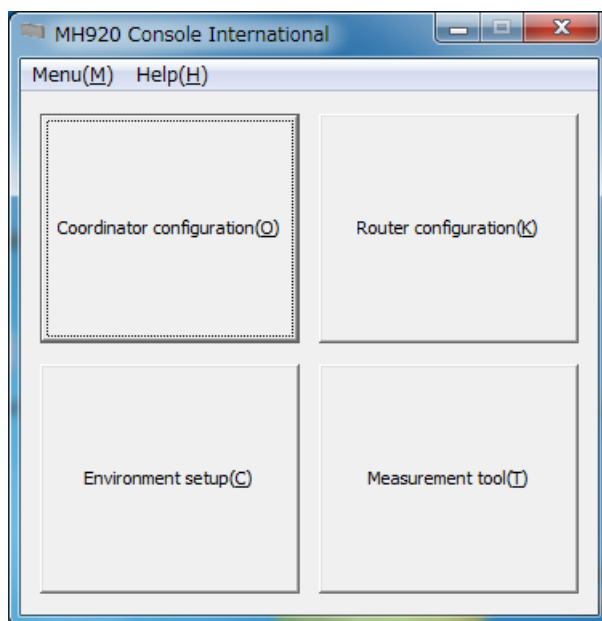 MH920 Console International
Menu(M) Help(H)
Coordinator configuration(O)
Router configuration(K)
Environment setup(C)
Measurement tool(T)